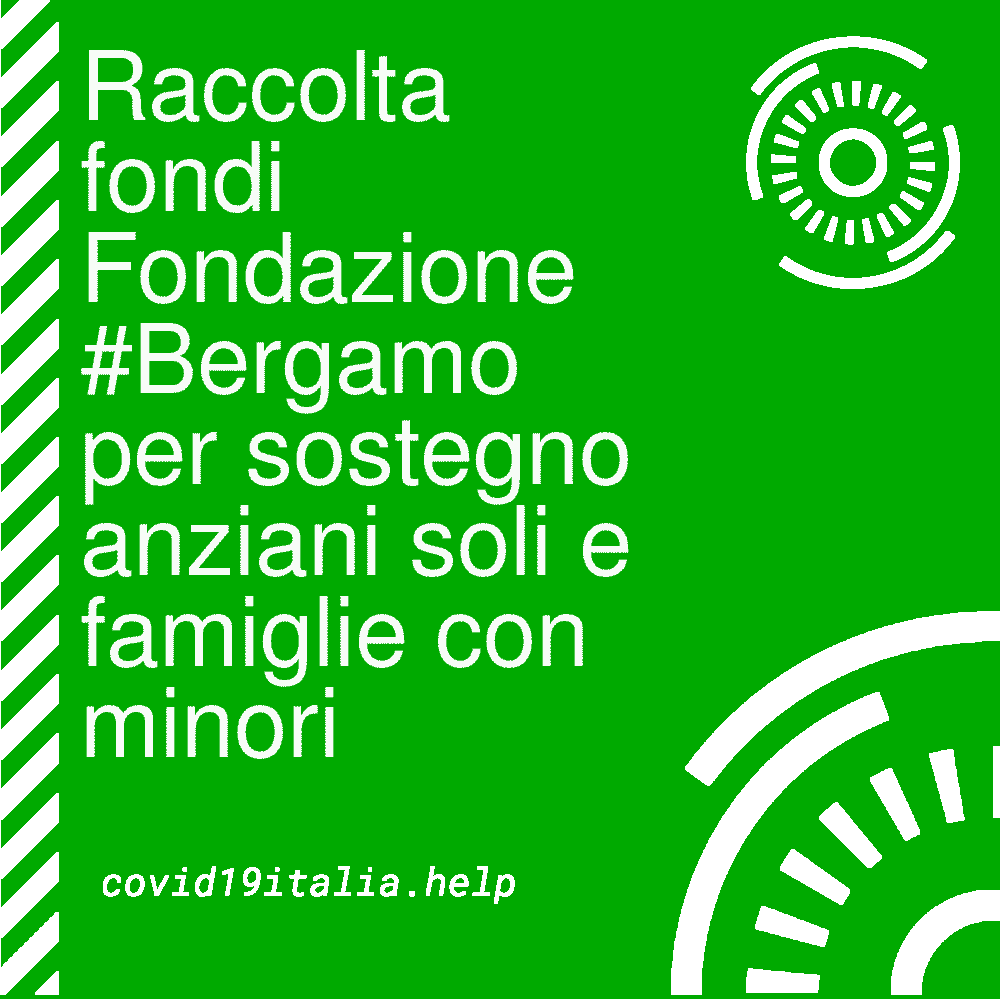 Raccolta
fondi
Fondazione
#Bergamo
per sostegno
anziani soli e
famiglie con
minori
covid19italia.help